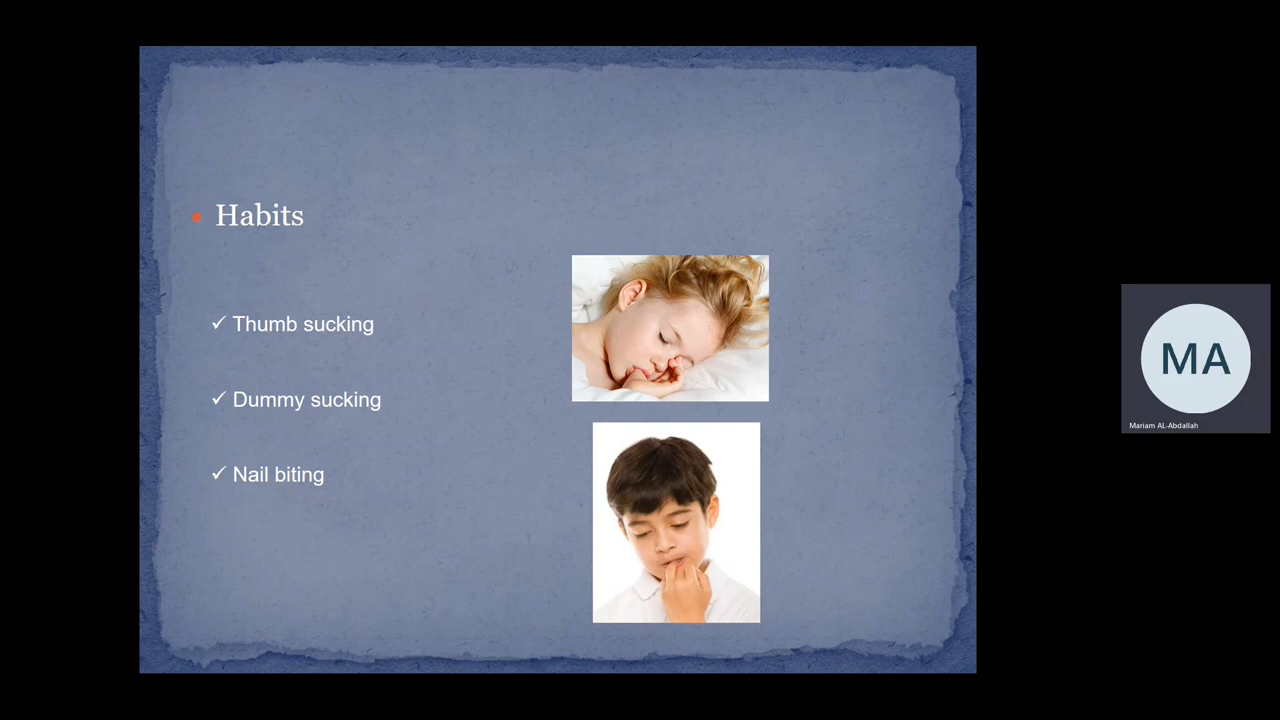 Habits
Thumb sucking
Dummy sucking
Nail biting
MA
Mariam AL-Abdallah